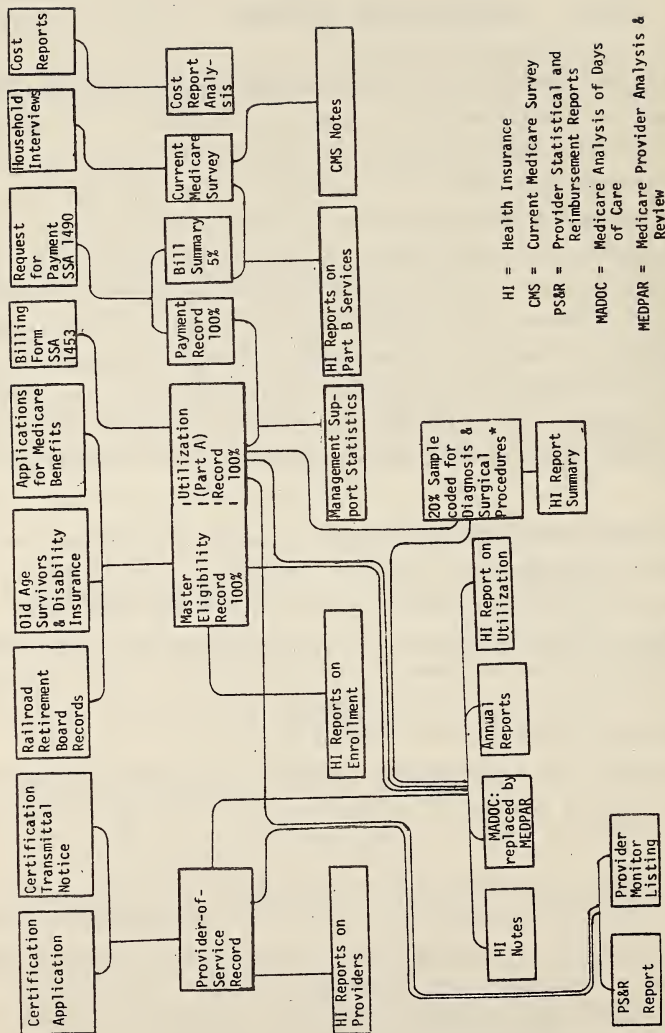 Certification
Application
Certification
Transmittal
Notice
Railroad
Retirement
Board
Records
Old Age
Survivors
& Disability
Insurance
Applications
for Medicare
Benefits
Billing
Form
SSA
1453
Request
for
Payment
SSA 1490
Household
Interviews
Cost
Reports
Provider-of-
Service
Record
Master
Eligibility
Record
100%
Utilization
(Part A)
Record
100%
Payment
Record
100%
Bill
Summary
5%
Current
Medicare
Survey
Cost
Report
Analy-
sis
HI Reports on
Providers
HI Reports on
Enrollment
Management Sup-
port Statistics
HI Reports on
Part B Services
CMS Notes
20% Sample
coded for
Diagnosis &
Surgical
Procedures*
HI Report
Summary
HI
Notes
MADOC:
replaced by
MEDPAR
Annual
Reports
HI Report on
Utilization
PS&R
Report
Provider
Monitor
Listing
HI = Health Insurance
CMS = Current Medicare Survey
PS&R = Provider Statistical and
Reimbursement Reports
MADOC = Medicare Analysis of Days
of Care
MEDPAR = Medicare Provider Analysis &
Review